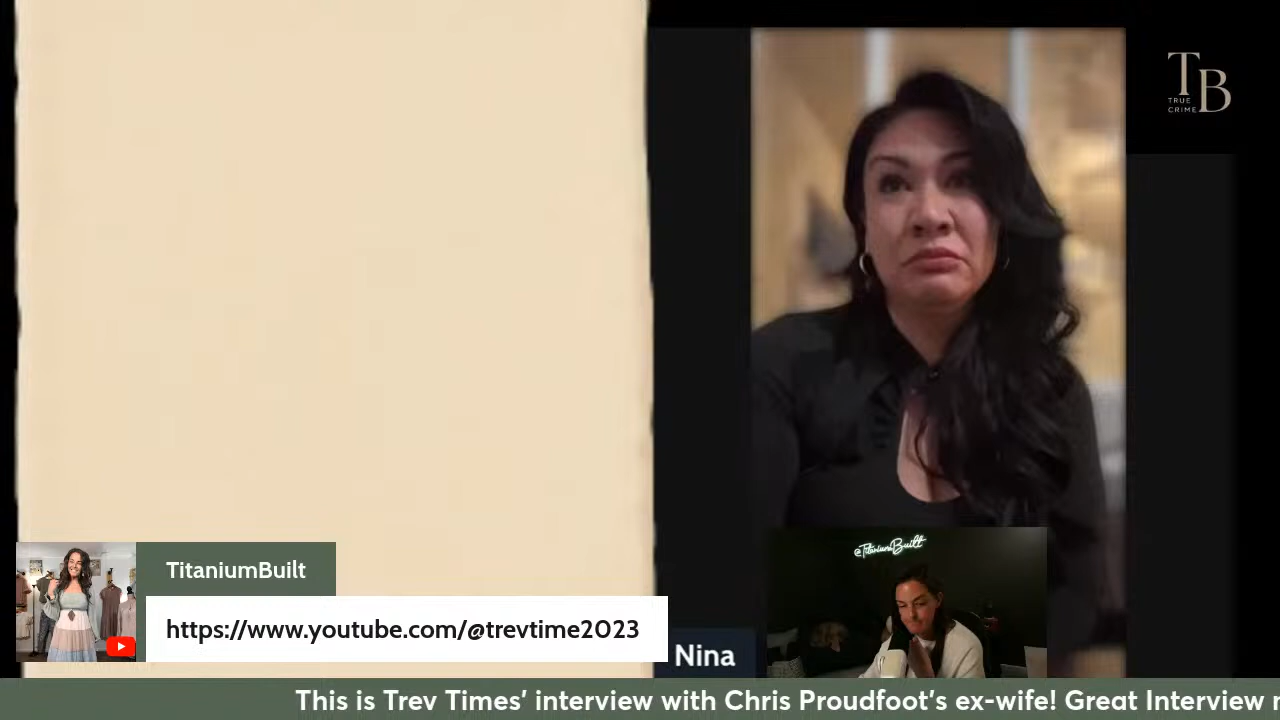 TB
TRUE
CRIME
@TitaniumBuilt
TitaniumBuilt
https://www.youtube.com/@trevtime2023
Nina
This is Trev Times' interview with Chris Proudfoot's ex-wife! Great Interview